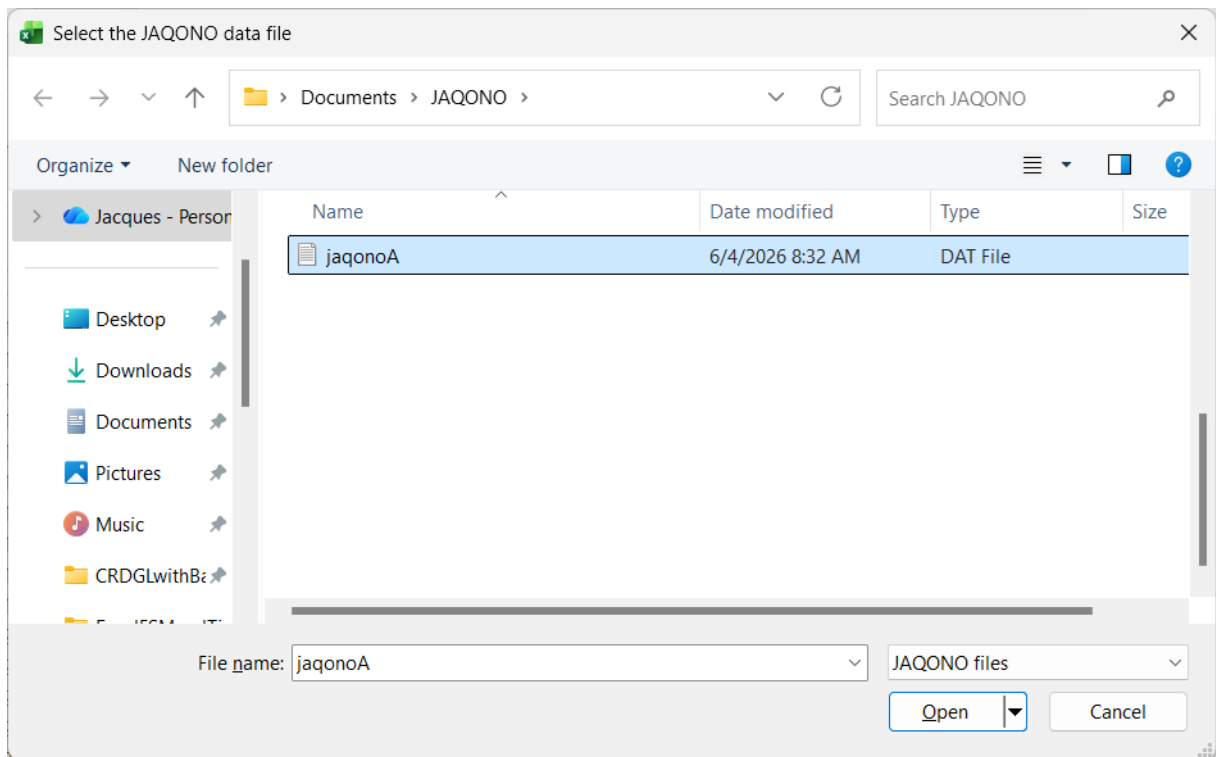 Select the JAQONO data file
Documents > JAQONO >
Search JAQONO
Organize
New folder
Jacques - Person
Name
Date modified
Type
Size
jaqonoA
6/4/2026 8:32 AM
DAT File
Desktop
Downloads
Documents
Pictures
Music
CRDGLwithBa
File name:
jaqonoA
JAQONO files
Open
Cancel